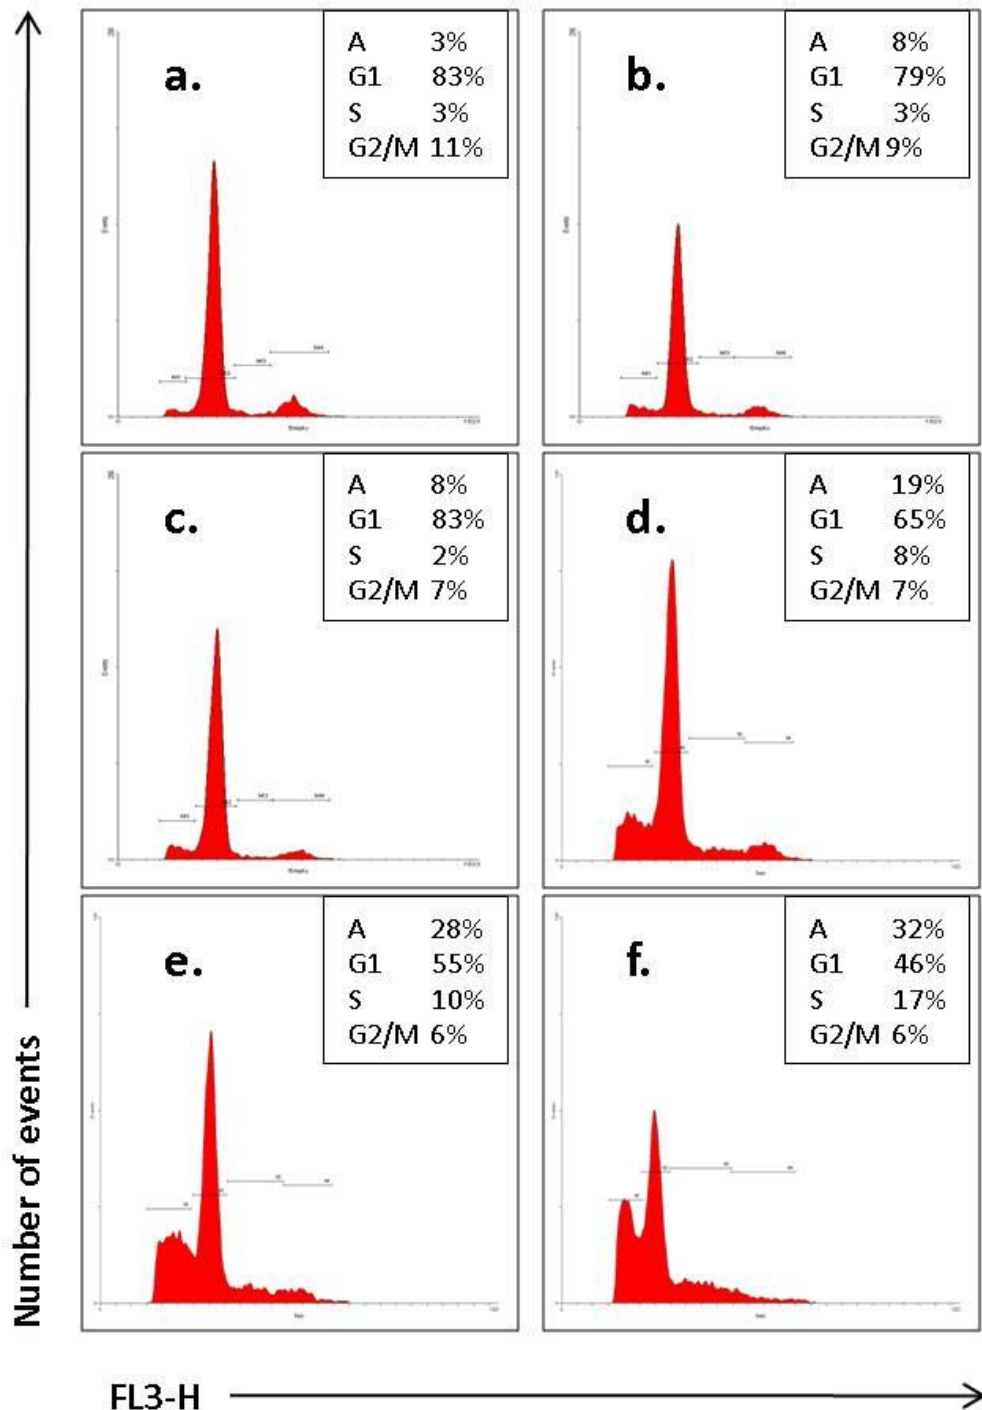 a.
A 3%
G1 83%
S 3%
G2/M 11%
b.
A 8%
G1 79%
S 3%
G2/M 9%
c.
A 8%
G1 83%
S 2%
G2/M 7%
d.
A 19%
G1 65%
S 8%
G2/M 7%
e.
A 28%
G1 55%
S 10%
G2/M 6%
f.
A 32%
G1 46%
S 17%
G2/M 6%
Number of events
FL3-H